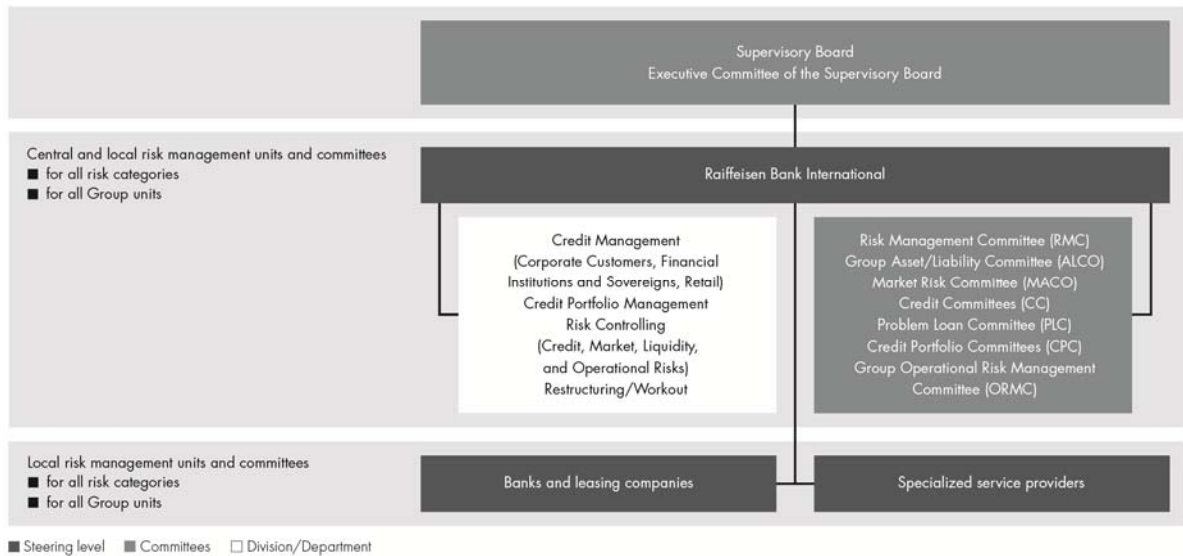 Supervisory Board
Executive Committee of the Supervisory Board
Central and local risk management units and committees
■ for all risk categories
■ for all Group units
Raiffeisen Bank International
Credit Management
(Corporate Customers, Financial
Institutions and Sovereigns, Retail)
Credit Portfolio Management
Risk Controlling
(Credit, Market, Liquidity,
and Operational Risks)
Restructuring/Workout
Risk Management Committee (RMC)
Group Asset/Liability Committee (ALCO)
Market Risk Committee (MACO)
Credit Committees (CC)
Problem Loan Committee (PLC)
Credit Portfolio Committees (CPC)
Group Operational Risk Management
Committee (ORMC)
Local risk management units and committees
■ for all risk categories
■ for all Group units
Banks and leasing companies
Specialized service providers
Steering level Committees Division/Department